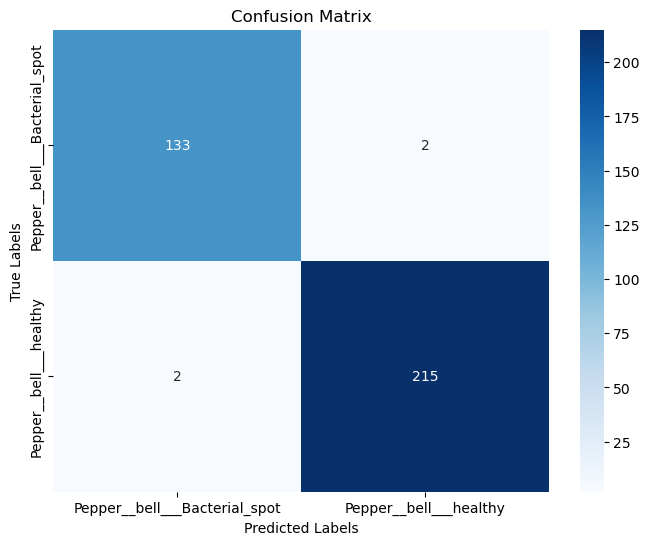 Confusion Matrix
True Labels
Pepper__bell___Bacterial_spot
133
2
Pepper__bell___healthy
2
215
Pepper__bell___Bacterial_spot
Pepper__bell___healthy
Predicted Labels
200
175
150
125
100
75
50
25